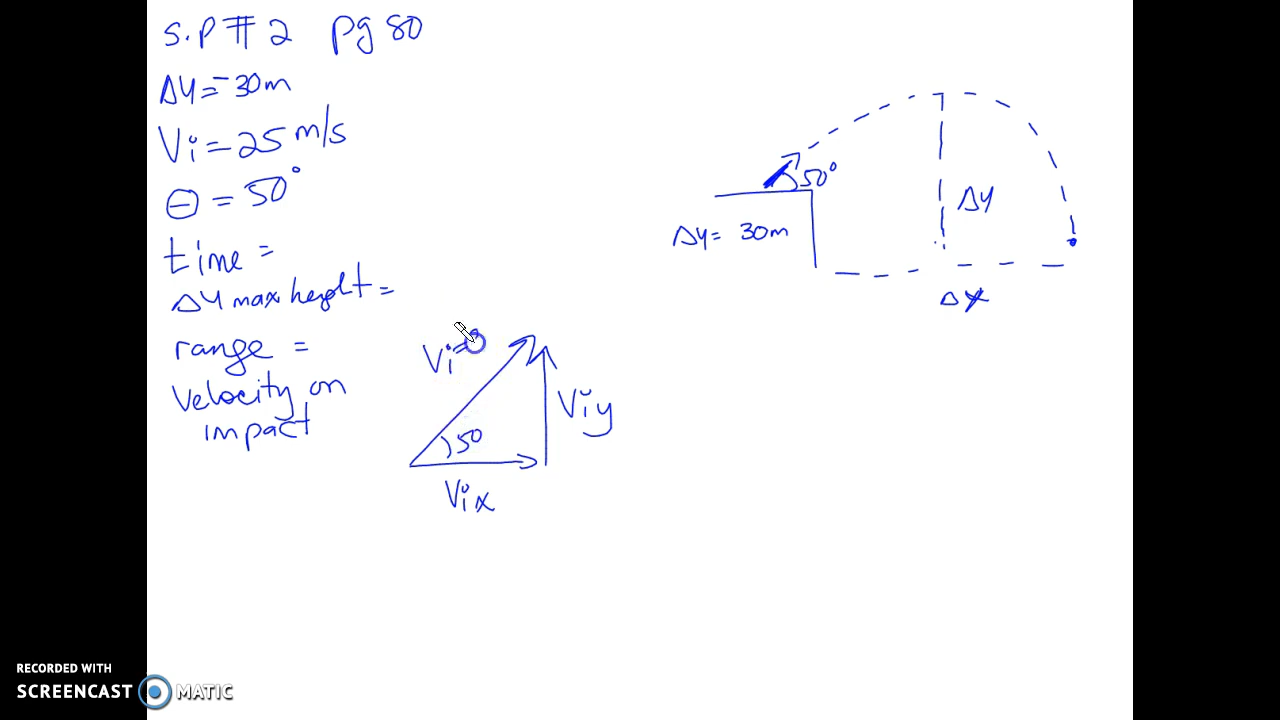 S.P # 2 pg 80
Δy = -30m
Vi = 25 m/s
Θ = 50°
time =
Δy max height =
range =
Velocity on
impact
Vi =
50
Viy
Vix
50°
Δy = 30m
Δy
Δx
RECORDED WITH
SCREENCAST MATIC